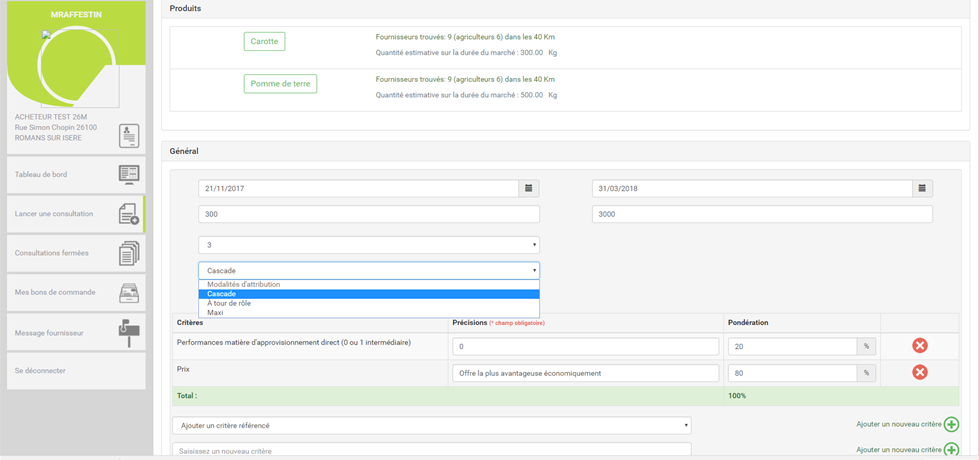 MRAFFESTIN
ACHETEUR TEST 26M
Rue Simon Chopin 26100
ROMANS SUR ISERE
Tableau de bord
Lancer une consultation
Consultations fermées
Mes bons de commande
Message fournisseur
Se déconnecter
Produits
Carotte
Fournisseurs trouvés: 9 (agriculteurs 6) dans les 40 Km
Quantité estimative sur la durée du marché : 300.00 Kg
Pomme de terre
Fournisseurs trouvés: 9 (agriculteurs 6) dans les 40 Km
Quantité estimative sur la durée du marché : 500.00 Kg
Général
21/11/2017
31/03/2018
300
3000
3
Cascade
Modalités d'attribution
Cascade
A tour de rôle
Maxi
Critères Précisions (* champ obligatoire) Pondération
Performances matière d'approvisionnement direct (0 ou 1 intermédiaire) 0 20 %
Prix Offre la plus avantageuse économiquement 80 %
Total : 100%
Ajouter un critère référencé Ajouter un nouveau critère
Saisissez un nouveau critère Ajouter un nouveau critère